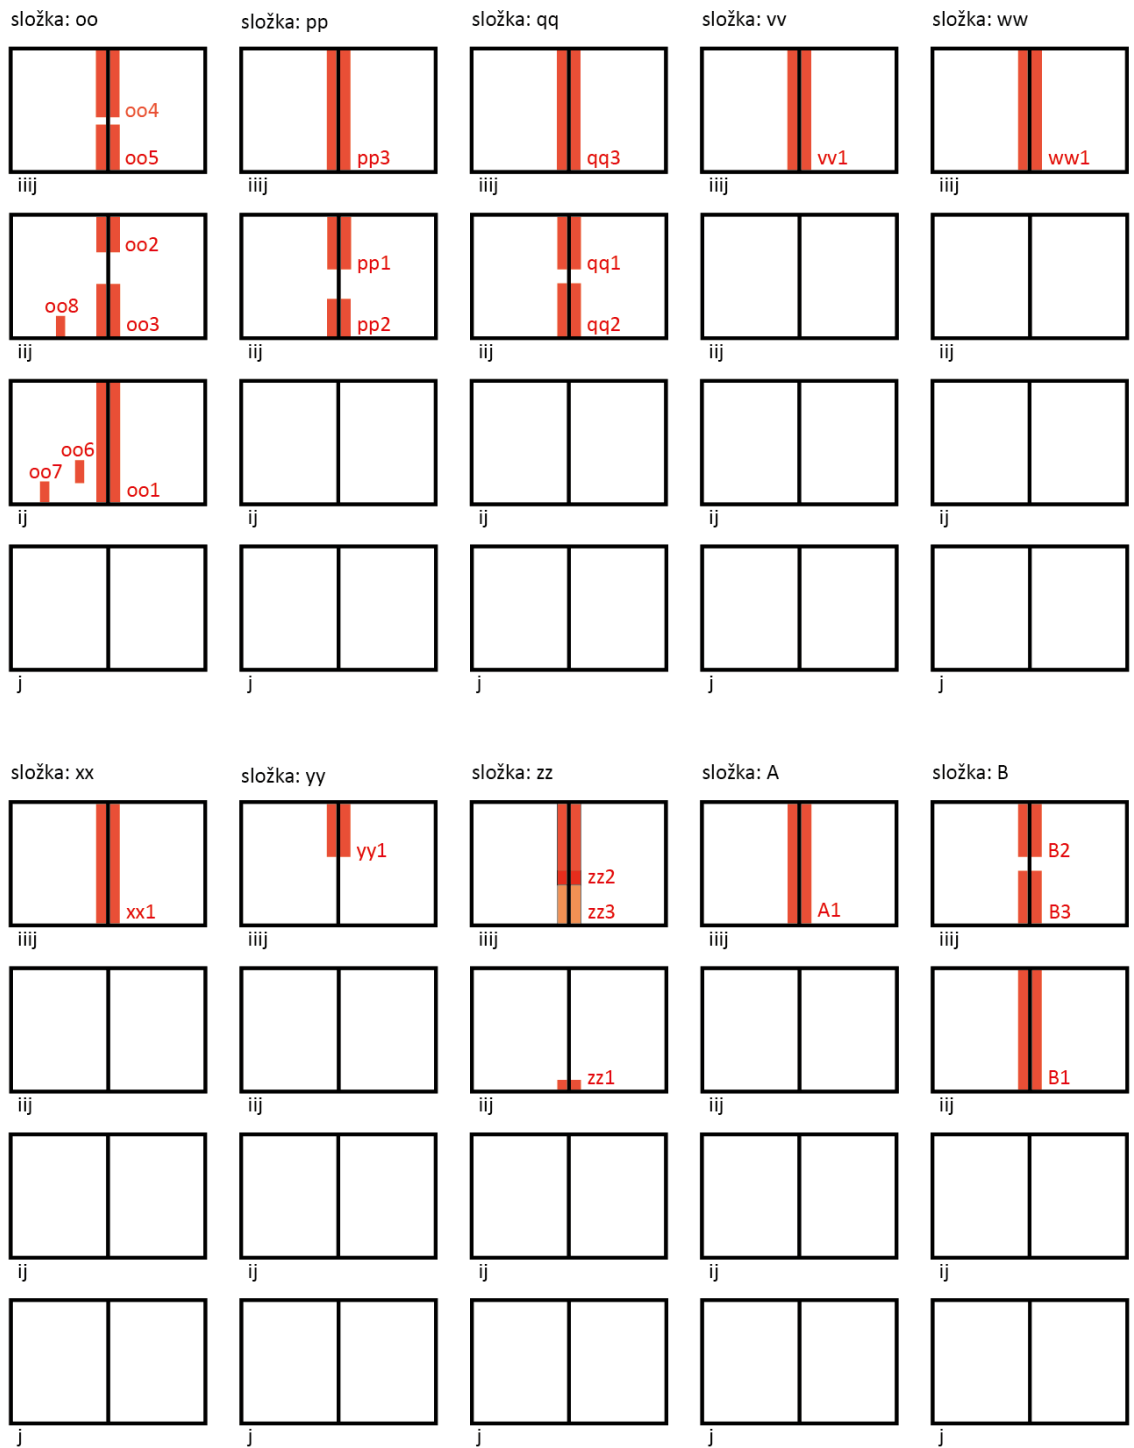 složka: oo složka: pp složka: qq složka: vv složka: ww
oo4
oo5 pp3 qq3 vv1 ww1
iiij iiij iiij iiij iiij
oo2
pp1 qq1
oo8
oo3 pp2 qq2
iij iij iij iij iij
oo6
oo7
oo1
ij ij ij ij ij
j j j j j
složka: xx složka: yy složka: zz složka: A složka: B
yy1 B2
zz2
xx1 zz3 A1 B3
iiij iiij iiij iiij iiij
zz1 B1
iij iij iij iij iij
ij ij ij ij ij
j j j j j